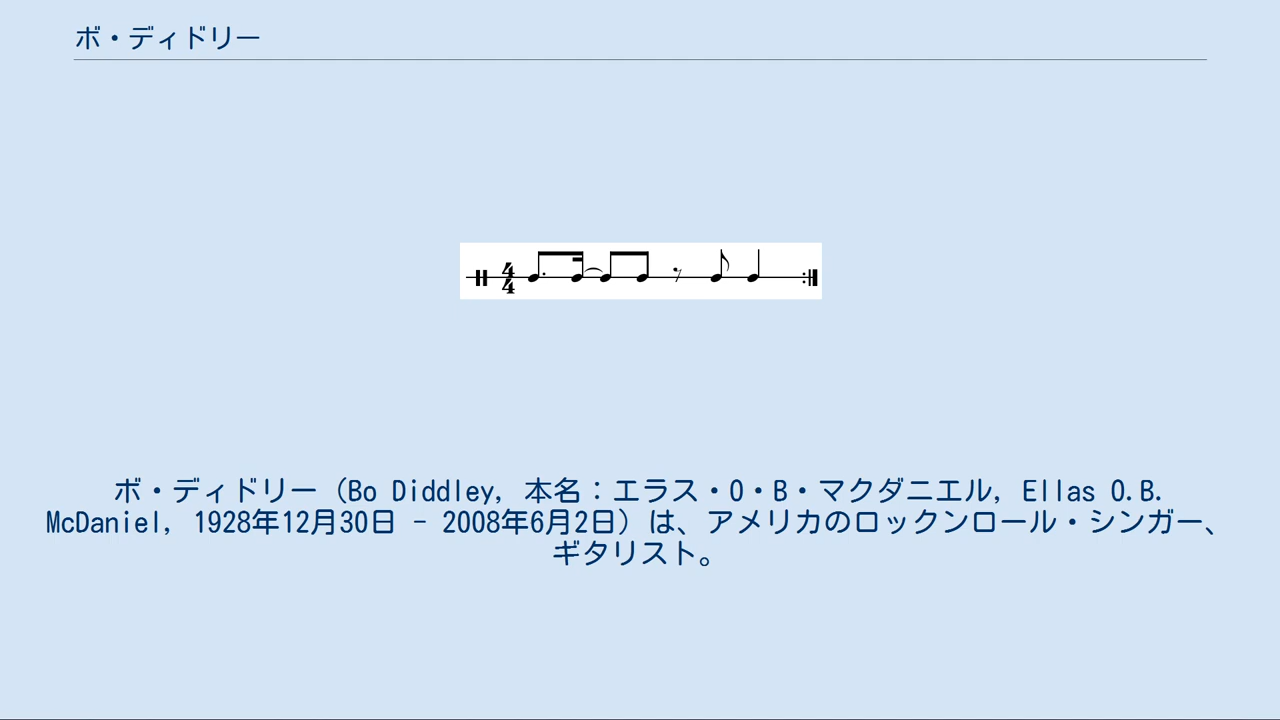 ボ・ディドリー
4
4
ボ・ディドリー（Bo Diddley, 本名：エラス・O・B・マクダニエル, Ellas O.B.
McDaniel, 1928年12月30日 - 2008年6月2日）は、アメリカのロックンロール・シンガー、
ギタリスト。